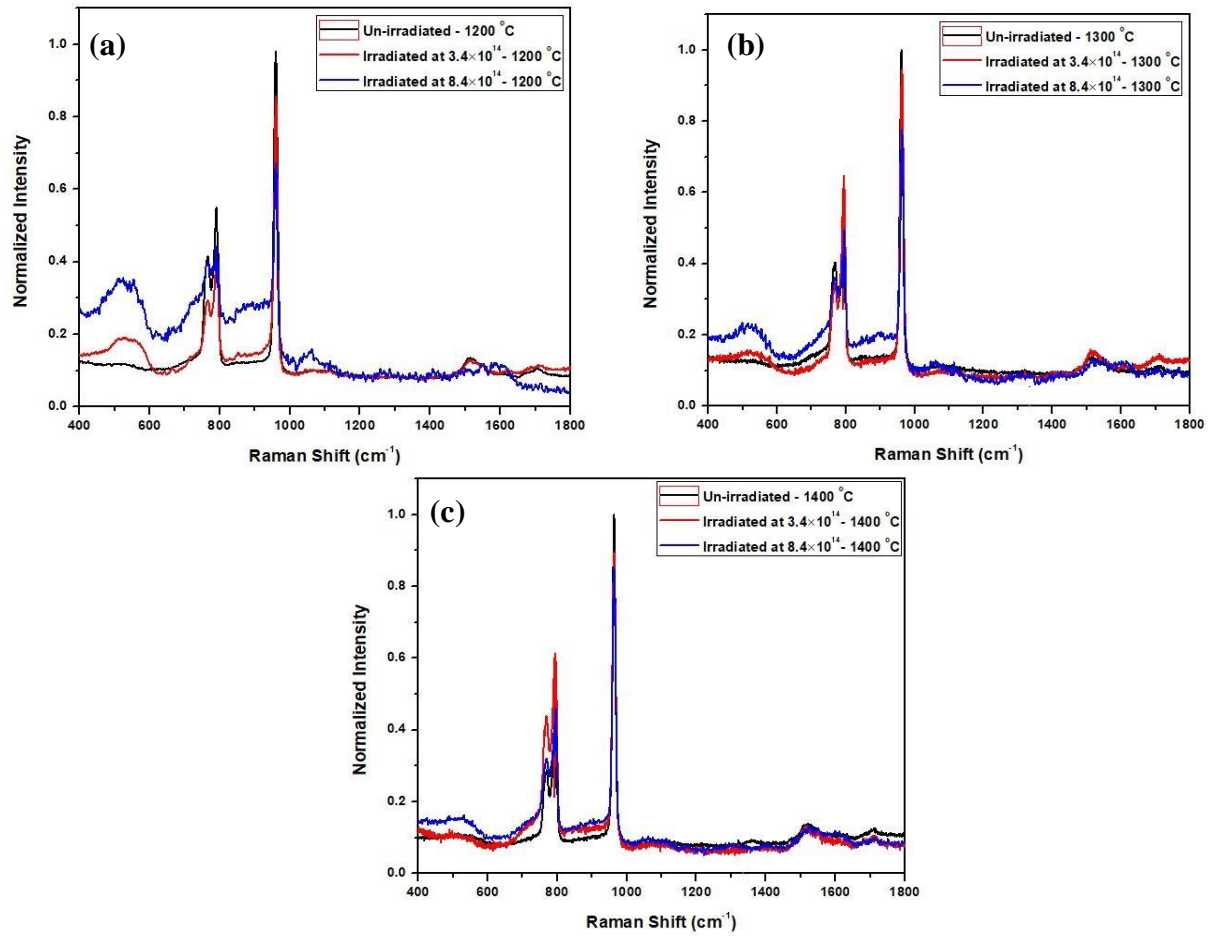 (a)
Un-irradiated - 1200 °C
Irradiated at 3.4×10¹⁴- 1200 °C
Irradiated at 8.4×10¹⁴- 1200 °C
Normalized Intensity
1.0
0.8
0.6
0.4
0.2
0.0
400 600 800 1000 1200 1400 1600 1800
Raman Shift (cm⁻¹)
(b)
Un-irradiated - 1300 °C
Irradiated at 3.4×10¹⁴- 1300 °C
Irradiated at 8.4×10¹⁴- 1300 °C
Normalized Intensity
1.0
0.8
0.6
0.4
0.2
0.0
400 600 800 1000 1200 1400 1600 1800
Raman Shift (cm⁻¹)
(c)
Un-irradiated - 1400 °C
Irradiated at 3.4×10¹⁴- 1400 °C
Irradiated at 8.4×10¹⁴- 1400 °C
Normalized Intensity
1.0
0.8
0.6
0.4
0.2
0.0
400 600 800 1000 1200 1400 1600 1800
Raman Shift (cm⁻¹)